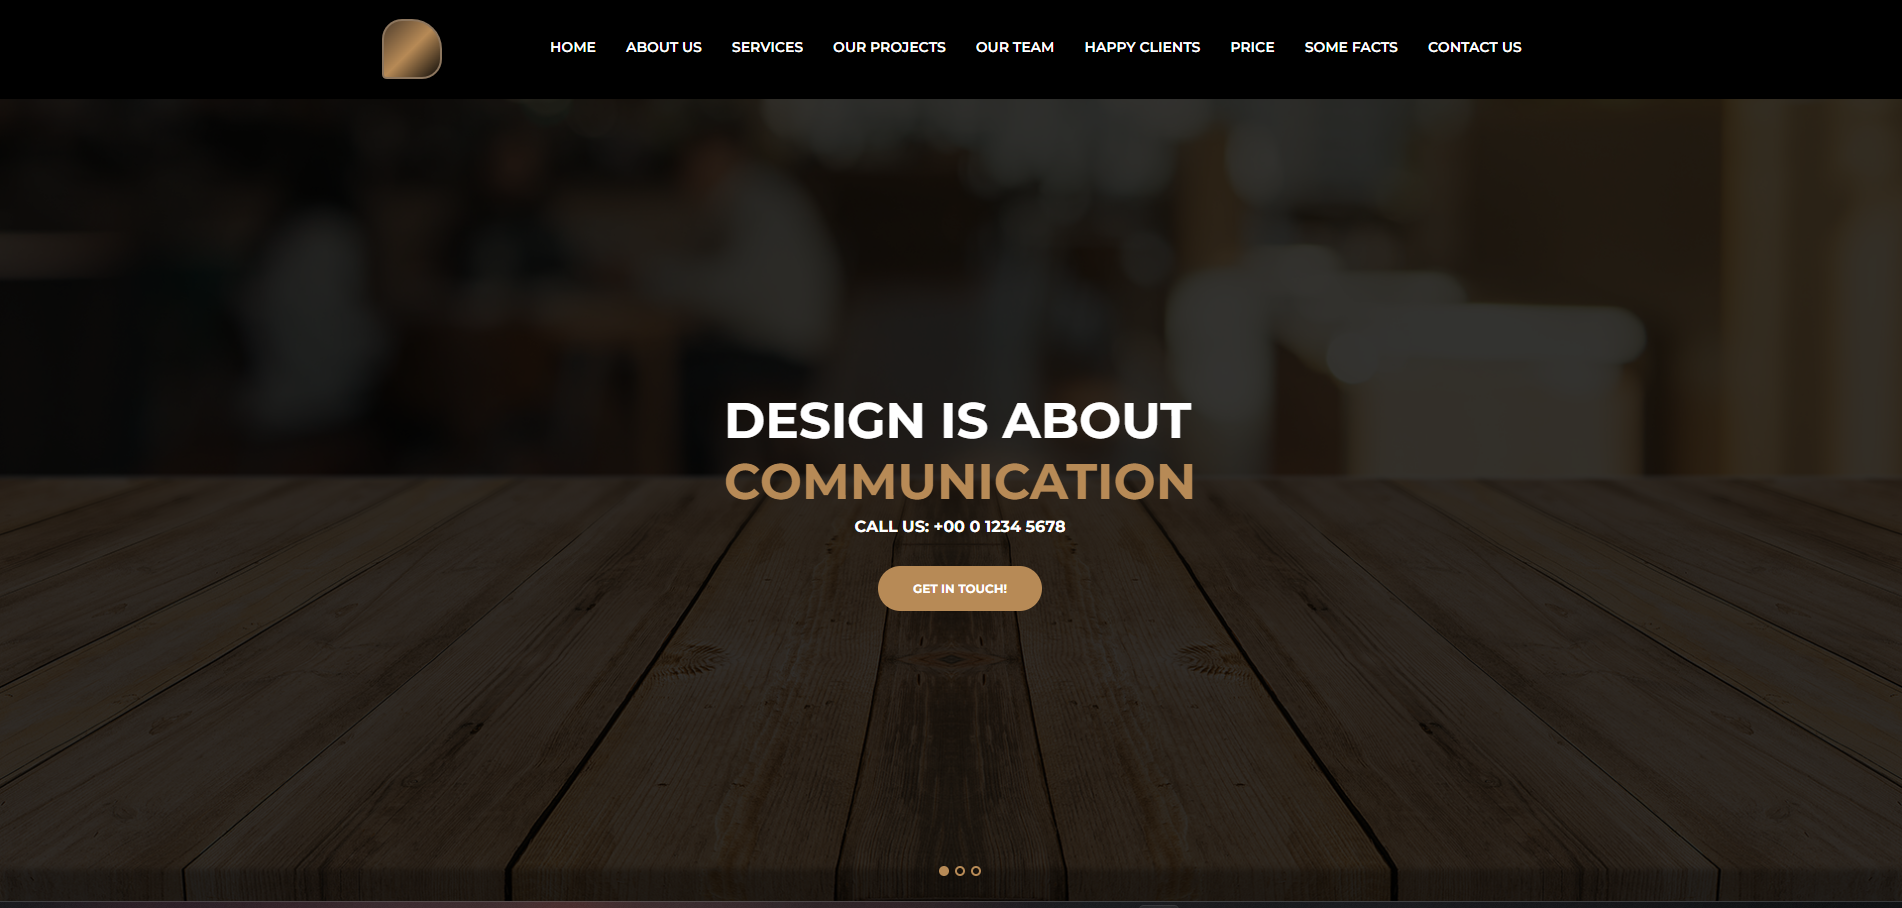 HOME ABOUT US SERVICES OUR PROJECTS OUR TEAM HAPPY CLIENTS PRICE SOME FACTS CONTACT US
DESIGN IS ABOUT
COMMUNICATION
CALL US: +00 0 1234 5678
GET IN TOUCH!